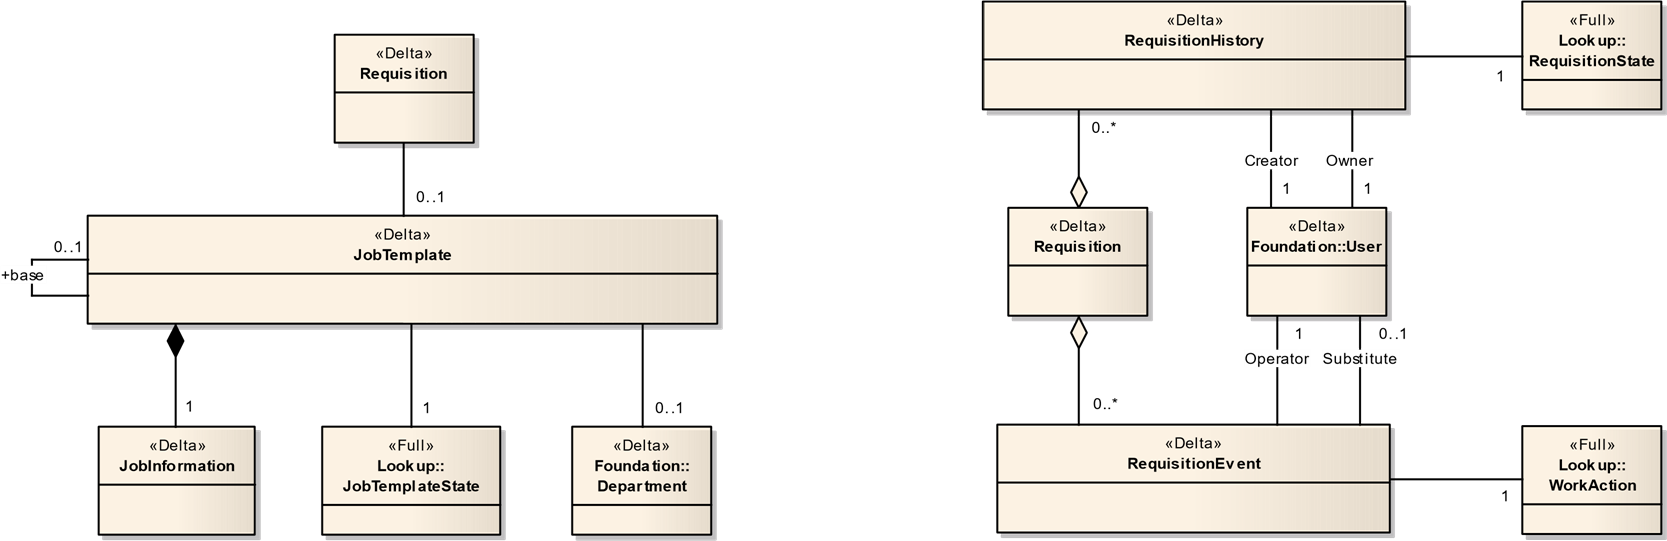 «Delta»
Requisition
0..1
«Delta»
JobTemplate
0..1
+base
1
1
0..1
«Delta»
JobInformation
«Full»
Lookup::
JobTemplateState
«Delta»
Foundation::
Department
«Delta»
RequisitionHistory
«Full»
Lookup::
RequisitionState
1
0..*
Creator
Owner
1
1
«Delta»
Requisition
«Delta»
Foundation::User
1
0..1
Operator
Substitute
0..*
«Delta»
RequisitionEvent
«Full»
Lookup::
WorkAction
1